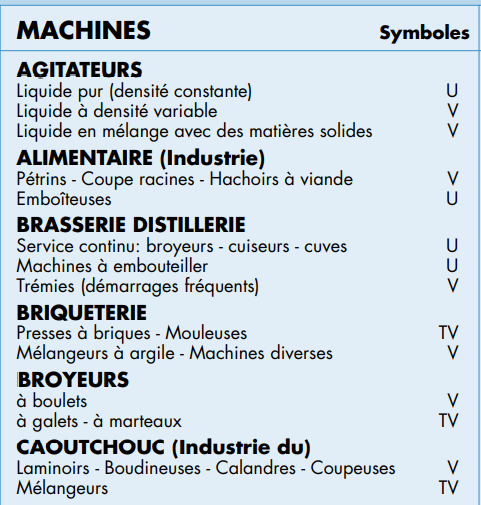 MACHINES Symboles
AGITATEURS
Liquide pur (densité constante) U
Liquide à densité variable V
Liquide en mélange avec des matières solides V
ALIMENTAIRE (Industrie)
Pétrins - Coupe racines - Hachoirs à viande V
Emboîteuses U
BRASSERIE DISTILLERIE
Service continu: broyeurs - cuiseurs - cuves U
Machines à embouteiller U
Trémies (démarrages fréquents) V
BRIQUETERIE
Presses à briques - Mouleuses TV
Mélangeurs à argile - Machines diverses V
BROYEURS
à boulets V
à galets - à marteaux TV
CAOUTCHOUC (Industrie du)
Laminoirs - Boudineuses - Calandres - Coupeuses V
Mélangeurs TV